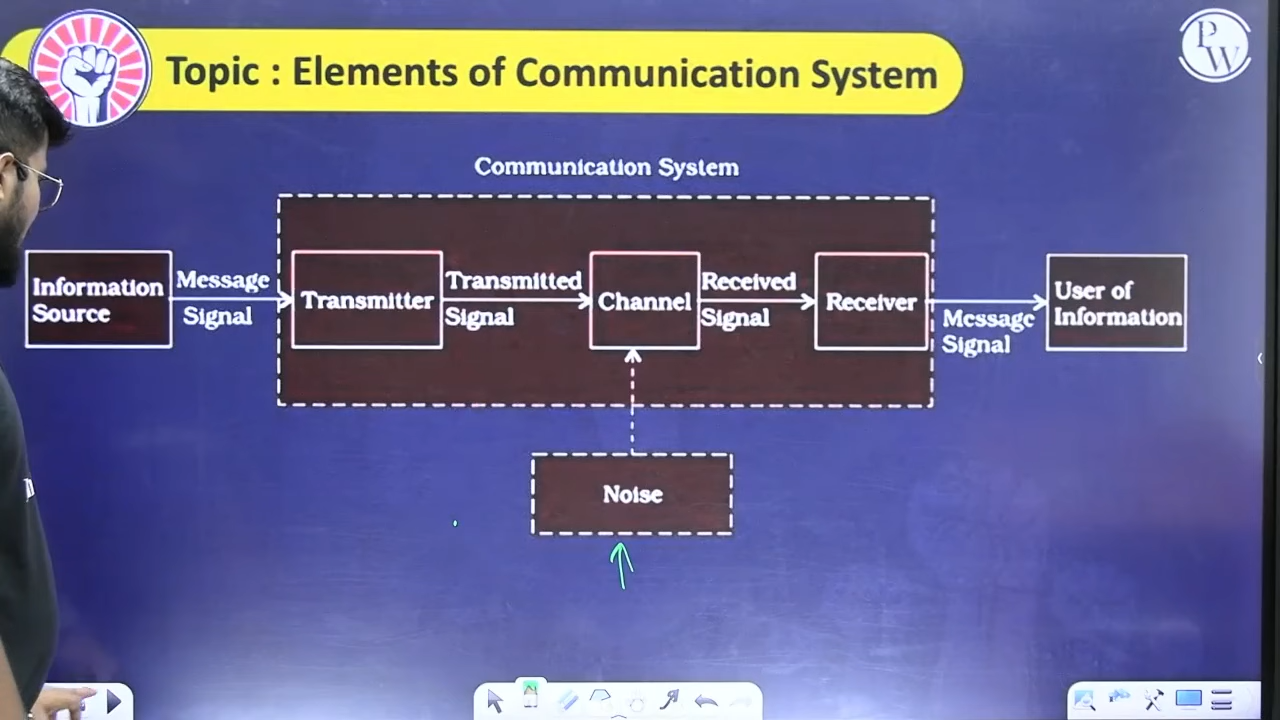 Topic : Elements of Communication System
PW
Communication System
Information
Source
Message
Signal
Transmitter
Transmitted
Signal
Channel
Received
Signal
Receiver
Message
Signal
User of
Information
Noise